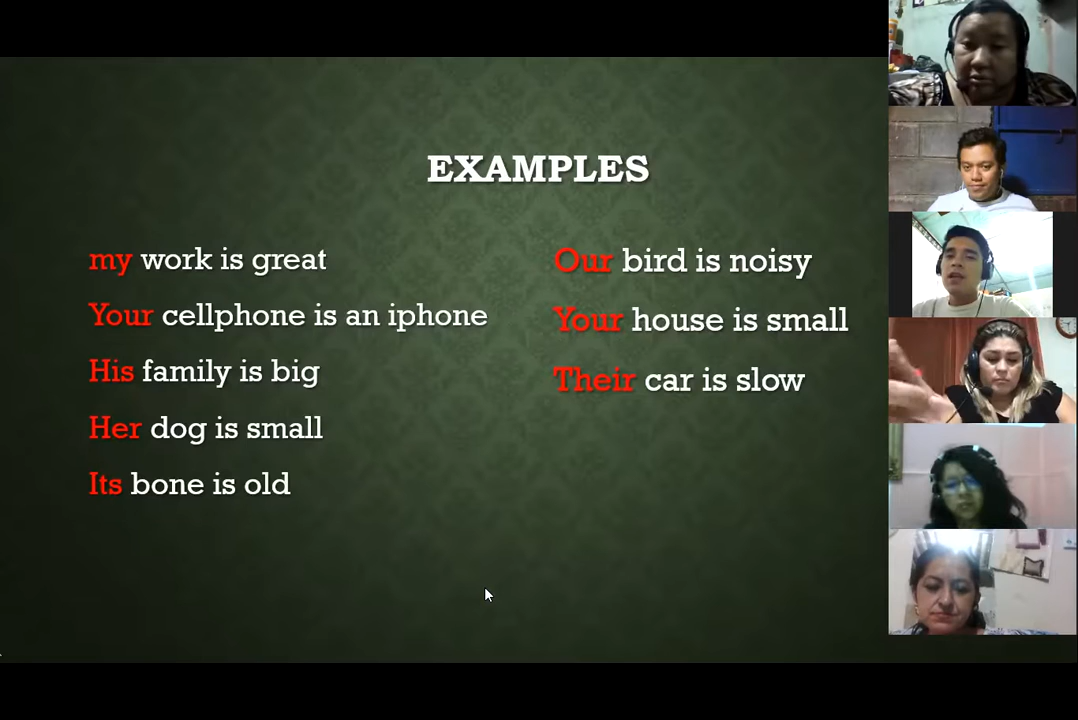 EXAMPLES
my work is great
Your cellphone is an iphone
His family is big
Her dog is small
Its bone is old
Our bird is noisy
Your house is small
Their car is slow